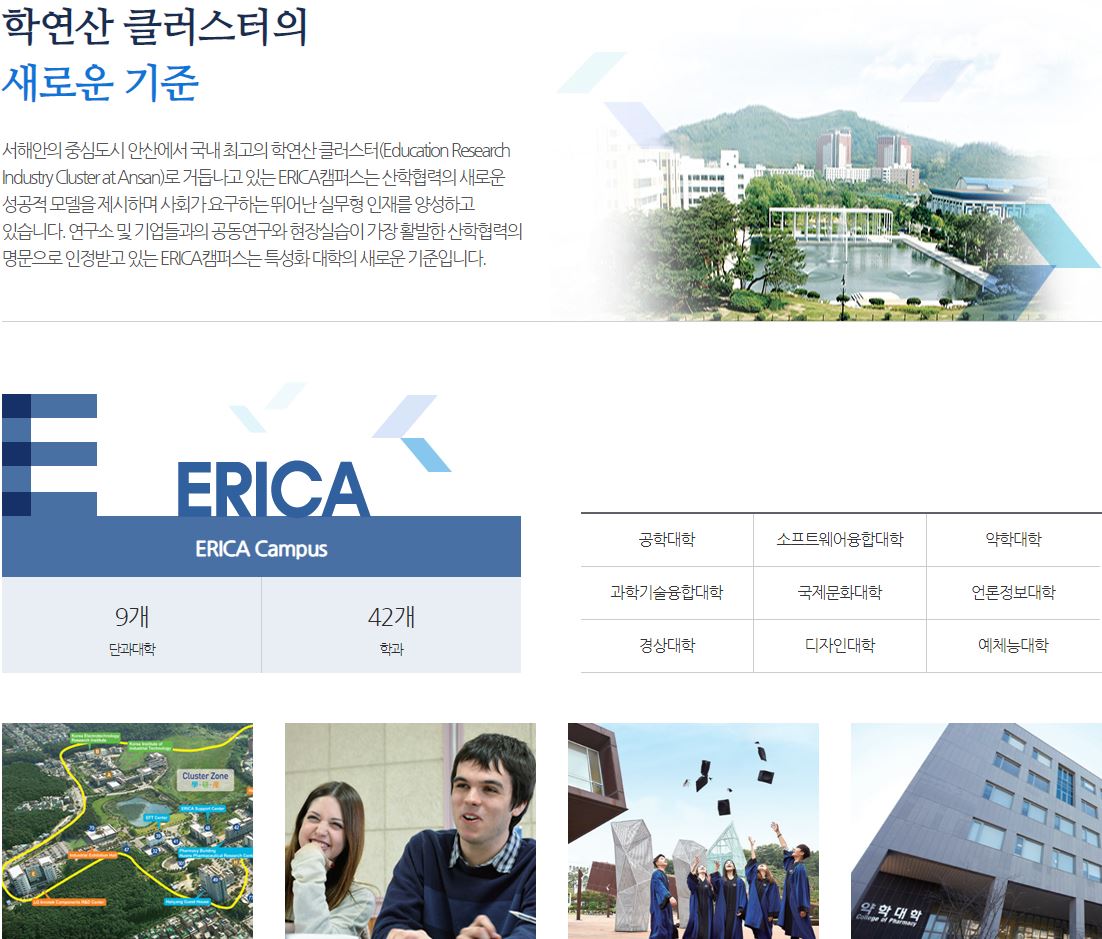 학연산 클러스터의
새로운 기준
서해안의 중심도시 안산에서 국내 최고의 학연산 클러스터(Education Research
Industry Cluster at Ansan)로 거듭나고 있는 ERICA캠퍼스는 산학협력의 새로운
성공적 모델을 제시하며 사회가 요구하는 뛰어난 실무형 인재를 양성하고
있습니다. 연구소 및 기업들과의 공동연구와 현장실습이 가장 활발한 산학협력의
명문으로 인정받고 있는 ERICA캠퍼스는 특성화 대학의 새로운 기준입니다.
E
ERICA
ERICA Campus
9개 42개
단과대학 학과
공학대학 소프트웨어융합대학 약학대학
과학기술융합대학 국제문화대학 언론정보대학
경상대학 디자인대학 예체능대학
Korea Electrotechnology
Research Institute
Korea Institute of
Industrial Technology
Cluster Zone
學·硏·産
ERICA Support Center
EFT Center
Pharmacy Building
Industrial Exhibition Hall
LG Innotek Components R&D Center
Hanyang Guest House
약학대학
College of Pharmacy